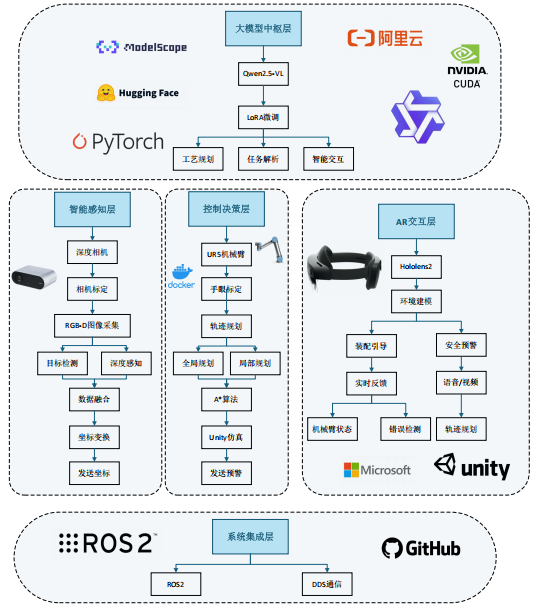 大模型中枢层
ModelScope
阿里云
Qwen2.5-VL
NVIDIA.
CUDA
Hugging Face
LoRA微调
PyTorch
工艺规划
任务解析
智能交互
智能感知层
深度相机
相机标定
RGB-D图像采集
目标检测
深度感知
数据融合
坐标变换
发送坐标
控制决策层
UR5机械臂
docker
手眼标定
轨迹规划
全局规划
局部规划
A*算法
Unity仿真
发送预警
AR交互层
Hololens2
环境建模
装配引导
安全预警
实时反馈
语音/视频
机械臂状态
错误检测
轨迹规划
Microsoft
unity
系统集成层
ROS 2™
GitHub
ROS2
DDS通信